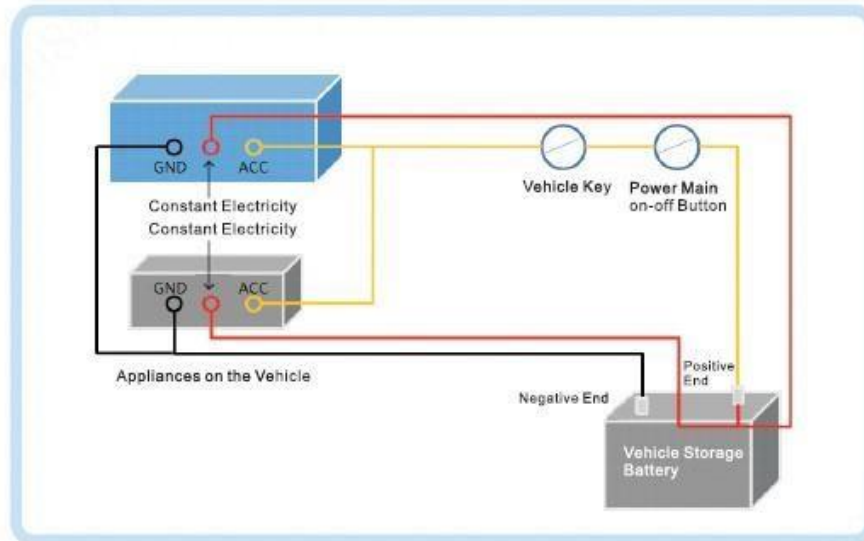 GND
ACC
Constant Electricity
Constant Electricity
GND
ACC
Appliances on the Vehicle
Vehicle Key
Power Main
on-off Button
Negative End
Positive
End
Vehicle Storage
Battery